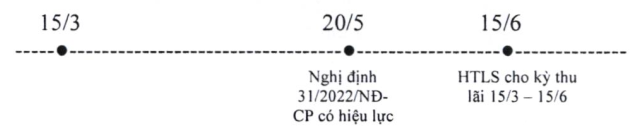 15/3 20/5 15/6
Nghị định HTLS cho kỳ thu
31/2022/NĐ- lãi 15/3 – 15/6
CP có hiệu lực